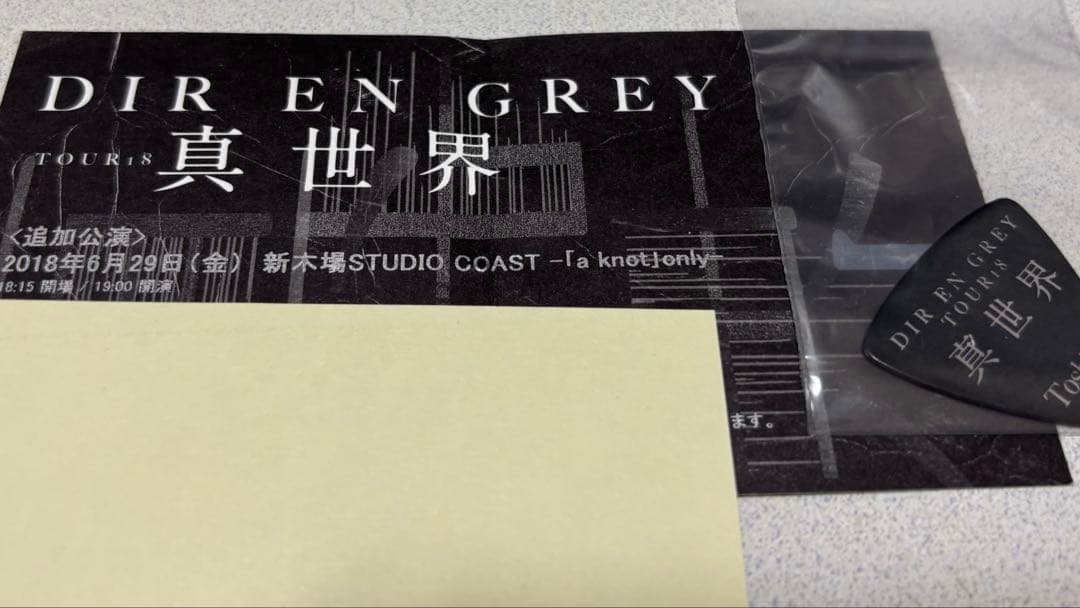 DIR EN GREY
TOUR18 真世界
<追加公演>
2018年6月29日(金) 新木場STUDIO COAST -「a knot」only-
18:15 開場 / 19:00 開演
ます。
DIR EN GREY
TOUR18
真世界